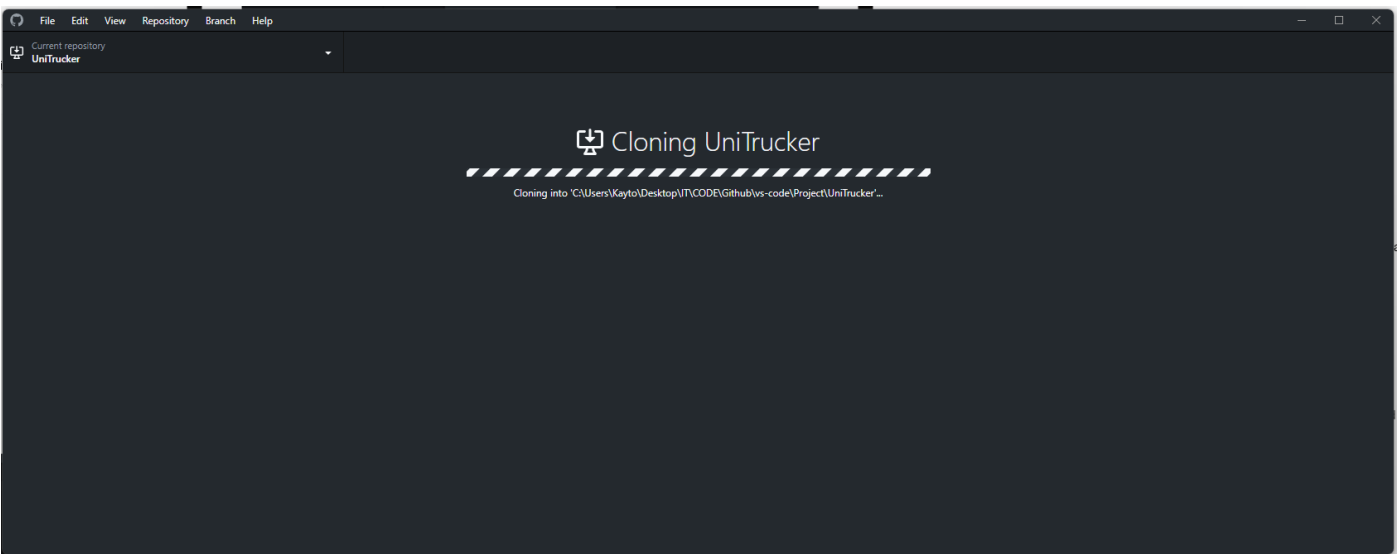 File Edit View Repository Branch Help
Current repository
UniTrucker
Cloning UniTrucker
Cloning into 'C:\Users\Kayto\Desktop\IT\CODE\Github\vs-code\Project\UniTrucker'...